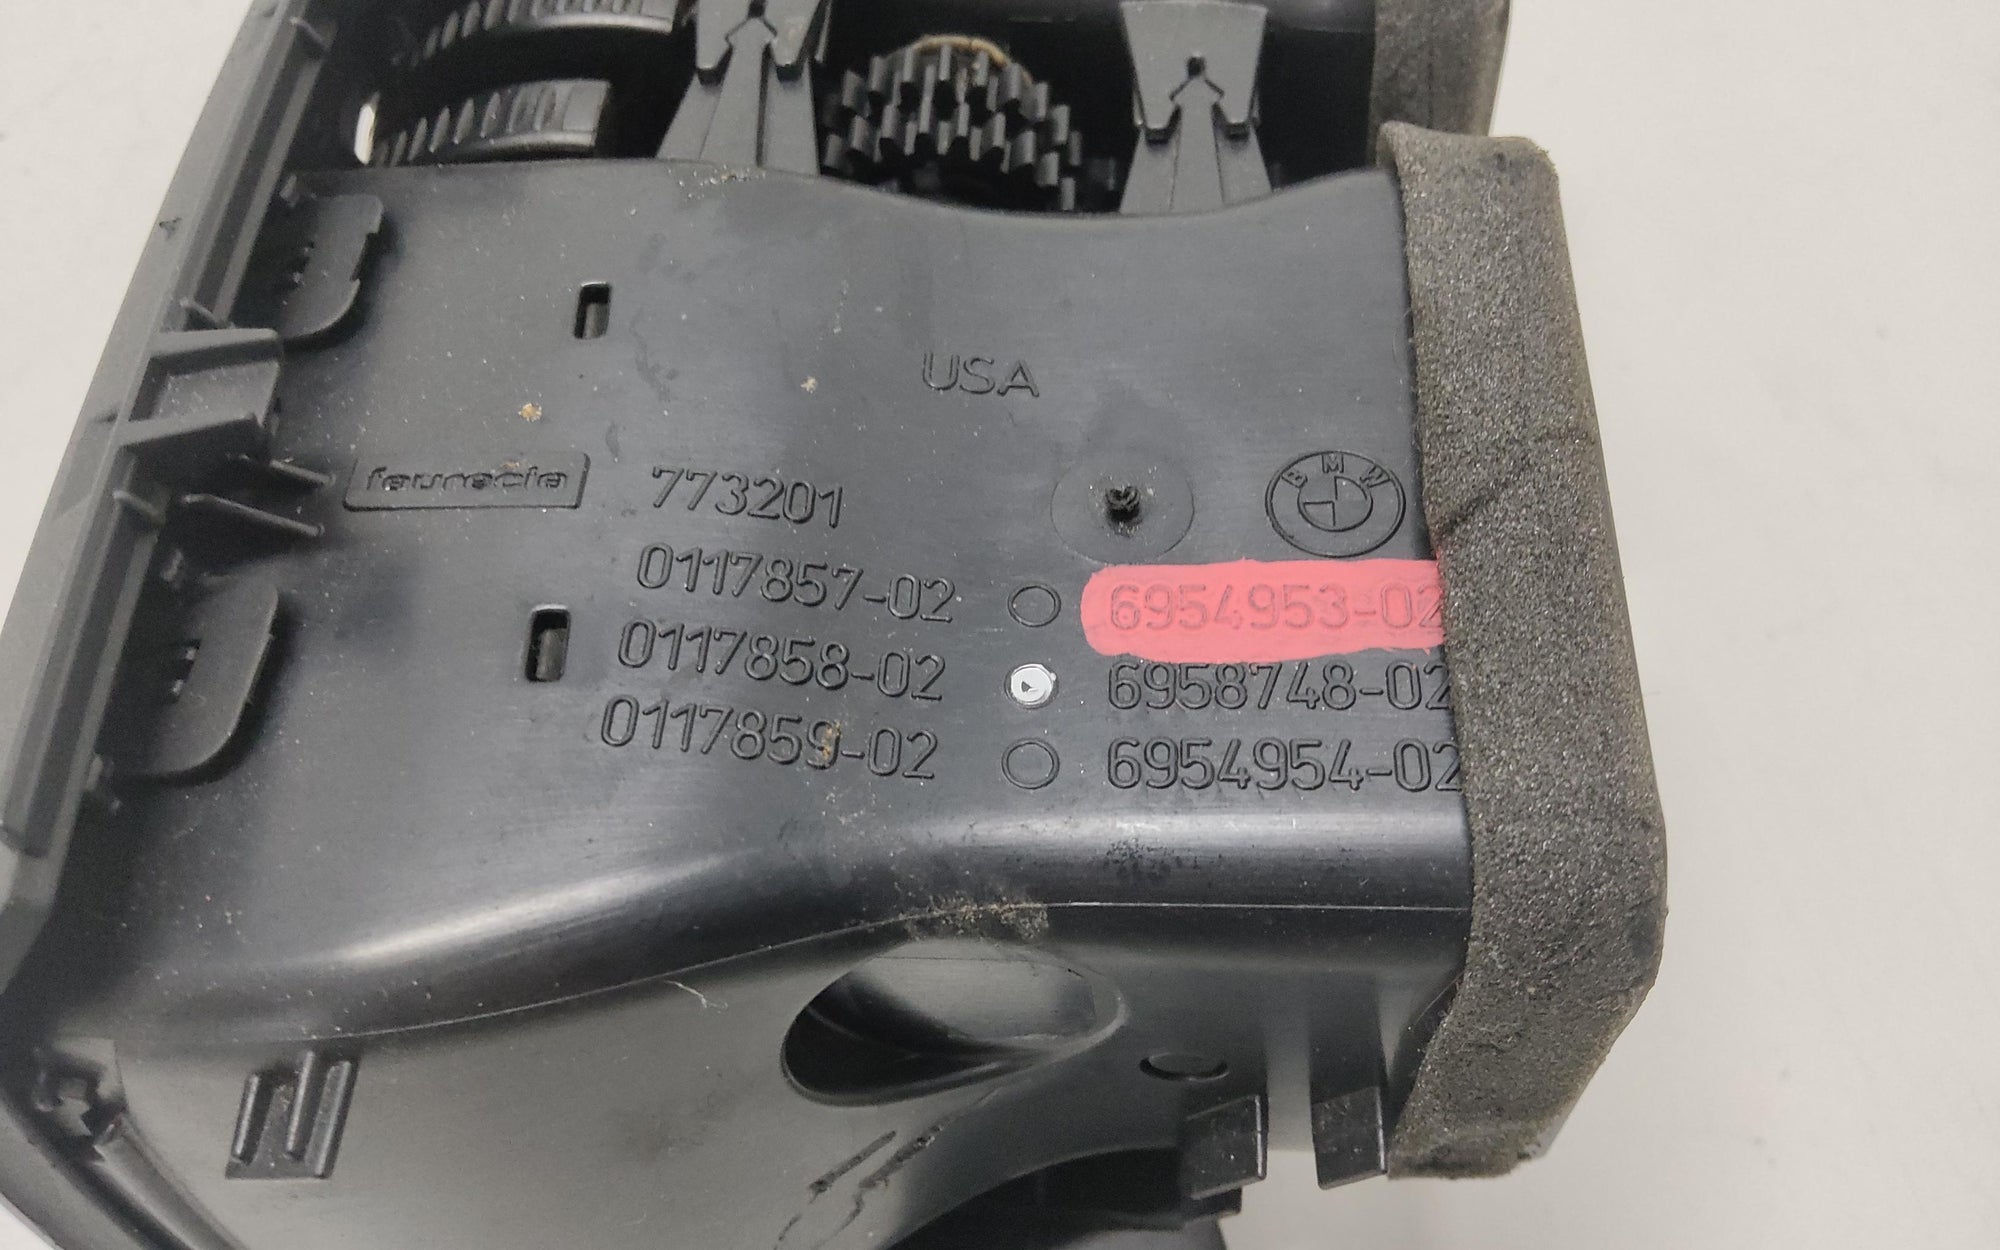 USA
faurecia 773201
BMW
0117857-02 6954953-02
0117858-02 6958748-02
0117859-02 6954954-02